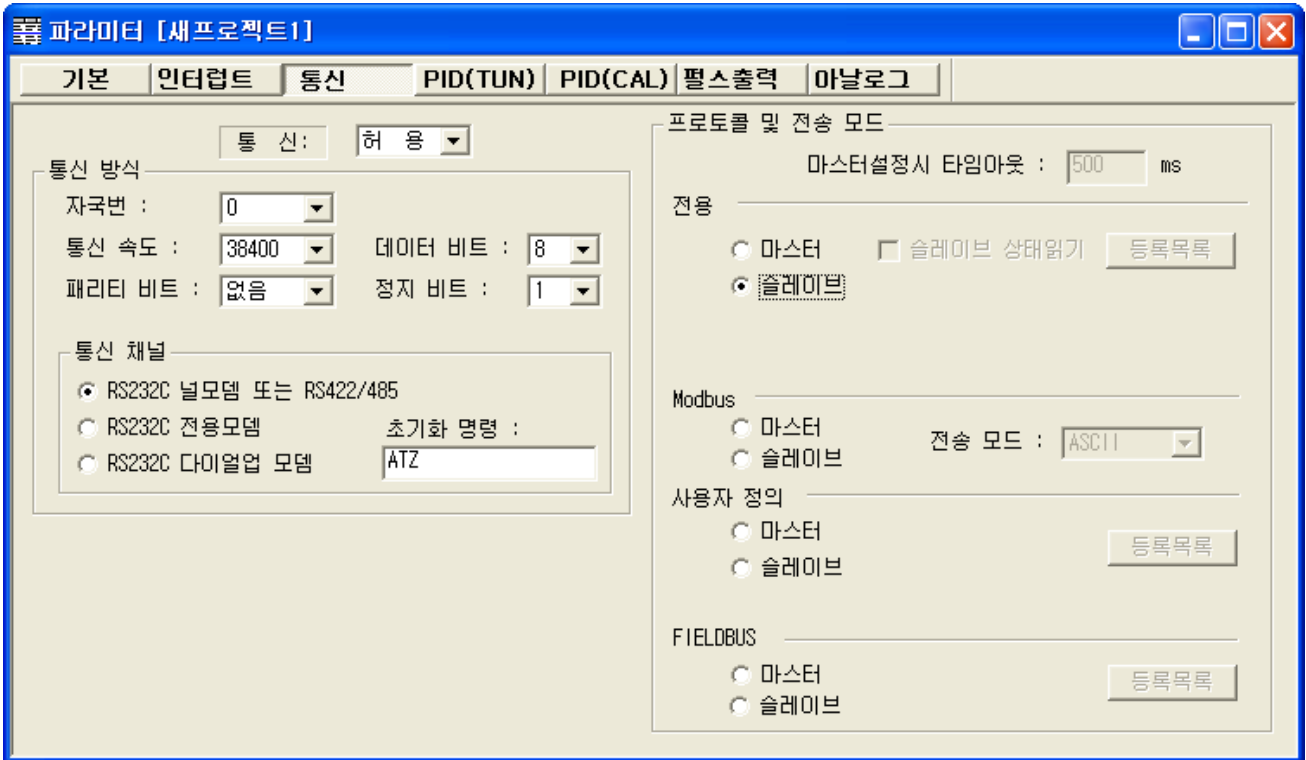 파라미터 [새프로젝트1]
기본 인터럽트 통신 PID(TUN) PID(CAL) 펄스출력 아날로그
통 신: 허 용
통신 방식
자국번 : 0
통신 속도 : 38400 데이터 비트 : 8
패리티 비트 : 없음 정지 비트 : 1
통신 채널
RS232C 널모뎀 또는 RS422/485
RS232C 전용모뎀 초기화 명령 :
RS232C 다이얼업 모뎀 ATZ
프로토콜 및 전송 모드
마스터설정시 타임아웃 : 500 ms
전용
마스터 슬레이브 상태읽기 등록목록
슬레이브
Modbus
마스터
전송 모드 : ASCII
슬레이브
사용자 정의
마스터
등록목록
슬레이브
FIELDBUS
마스터
등록목록
슬레이브